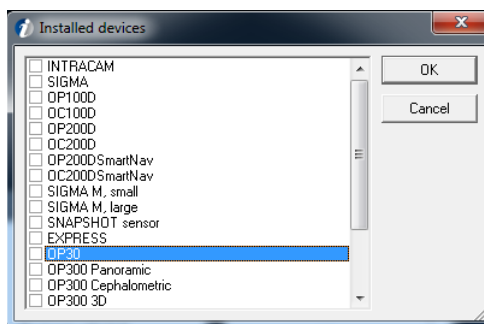 Installed devices
INTRACAM
SIGMA
OP100D
OC100D
OP200D
OC200D
OP200DSmartNav
OC200DSmartNav
SIGMA M, small
SIGMA M, large
SNAPSHOT sensor
EXPRESS
OP30
OP300 Panoramic
OP300 Cephalometric
OP300 3D
OK
Cancel